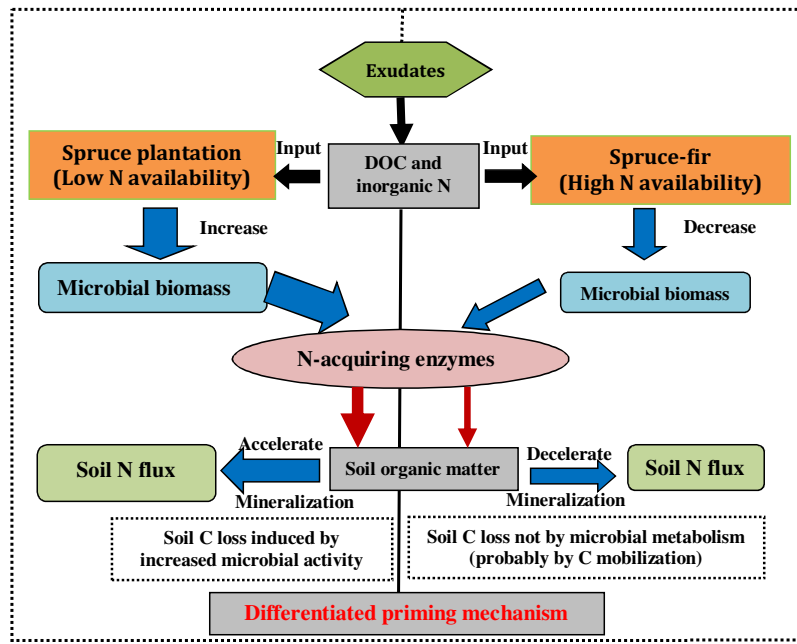 Exudates
Input
Input
Spruce plantation
(Low N availability)
DOC and
inorganic N
Spruce-fir
(High N availability)
Increase
Decrease
Microbial biomass
Microbial biomass
N-acquiring enzymes
Accelerate
Decelerate
Soil N flux
Soil organic matter
Soil N flux
Mineralization
Mineralization
Soil C loss induced by
increased microbial activity
Soil C loss not by microbial metabolism
(probably by C mobilization)
Differentiated priming mechanism